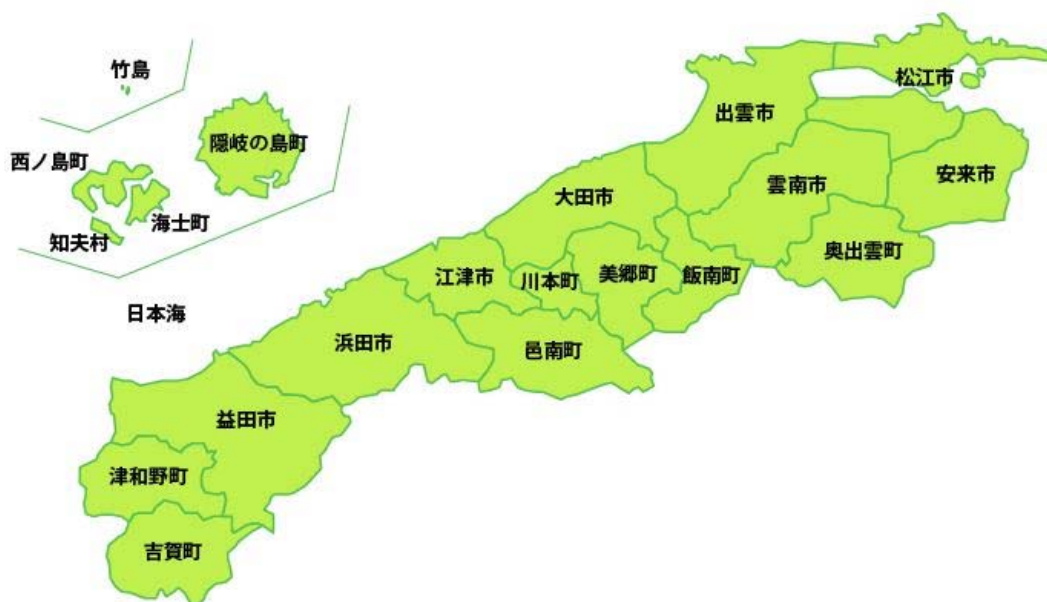 竹島
松江市
出雲市
隠岐の島町
西ノ島町
安来市
雲南市
大田市
海士町
知夫村
奥出雲町
江津市
川本町
美郷町
飯南町
日本海
浜田市
邑南町
益田市
津和野町
吉賀町